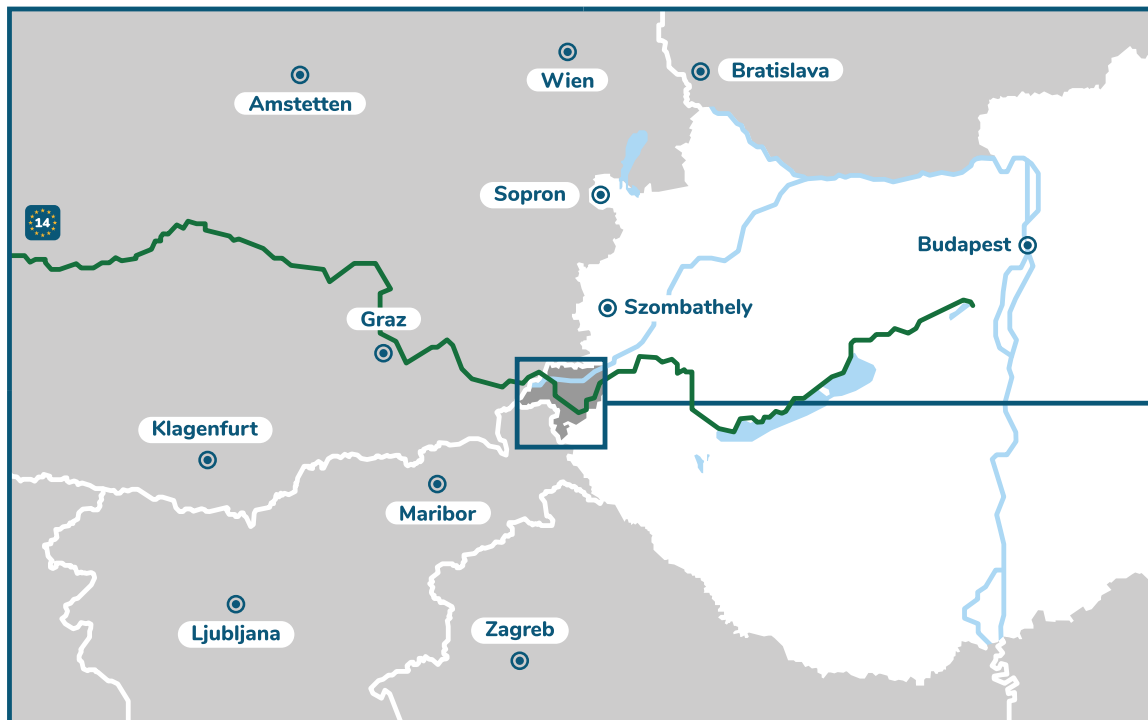 Wien
Bratislava
Amstetten
Sopron
14
Budapest
Szombathely
Graz
Klagenfurt
Maribor
Zagreb
Ljubljana